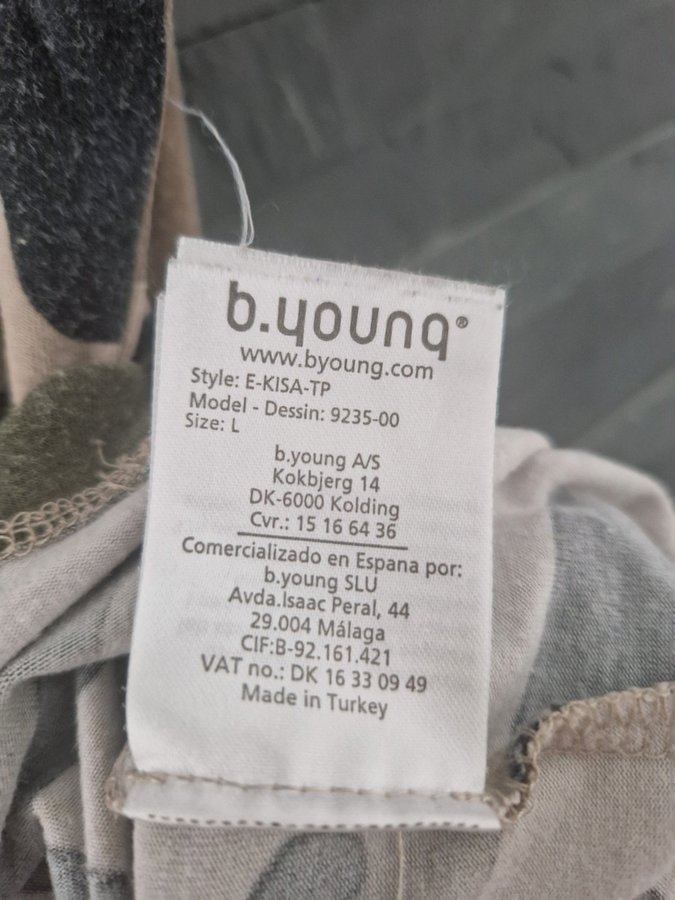 b.young®
www.byoung.com
Style: E-KISA-TP
Model - Dessin: 9235-00
Size: L
b.young A/S
Kokbjerg 14
DK-6000 Kolding
Cvr.: 15 16 64 36
Comercializado en Espana por:
b.young SLU
Avda.Isaac Peral, 44
29.004 Málaga
CIF:B-92.161.421
VAT no.: DK 16 33 09 49
Made in Turkey